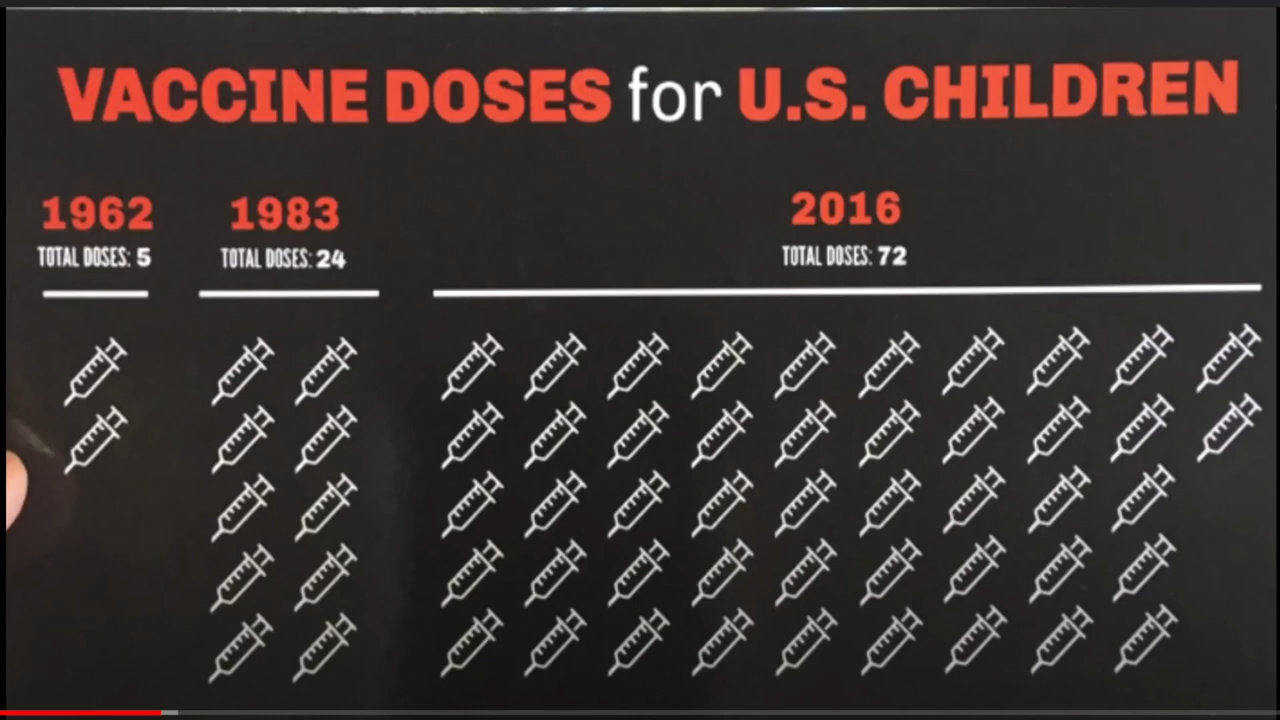 VACCINE DOSES for U.S. CHILDREN
1962
TOTAL DOSES: 5
1983
TOTAL DOSES: 24
2016
TOTAL DOSES: 72